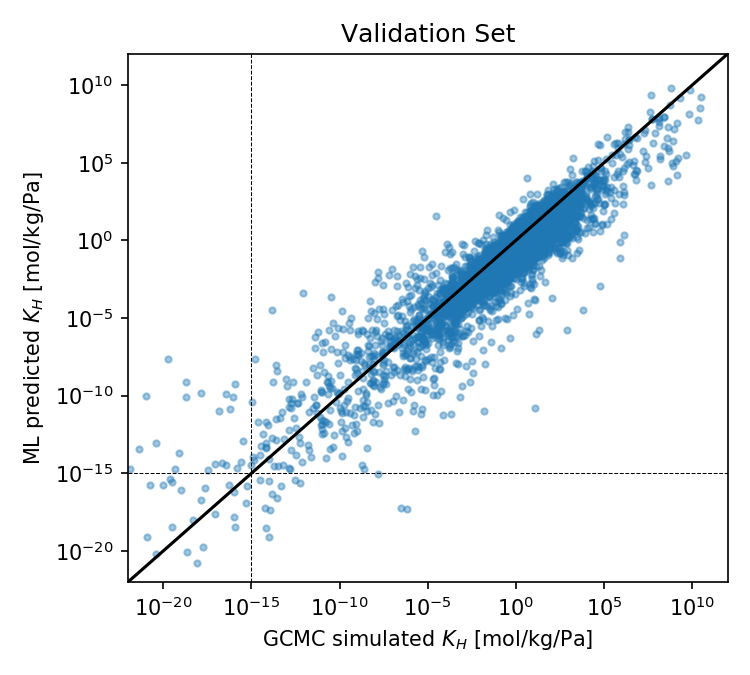 Validation Set
ML predicted $K_H$ [mol/kg/Pa]
$10^{10}$
$10^{5}$
$10^{0}$
$10^{-5}$
$10^{-10}$
$10^{-15}$
$10^{-20}$
$10^{-20}$ $10^{-15}$ $10^{-10}$ $10^{-5}$ $10^{0}$ $10^{5}$ $10^{10}$
GCMC simulated $K_H$ [mol/kg/Pa]